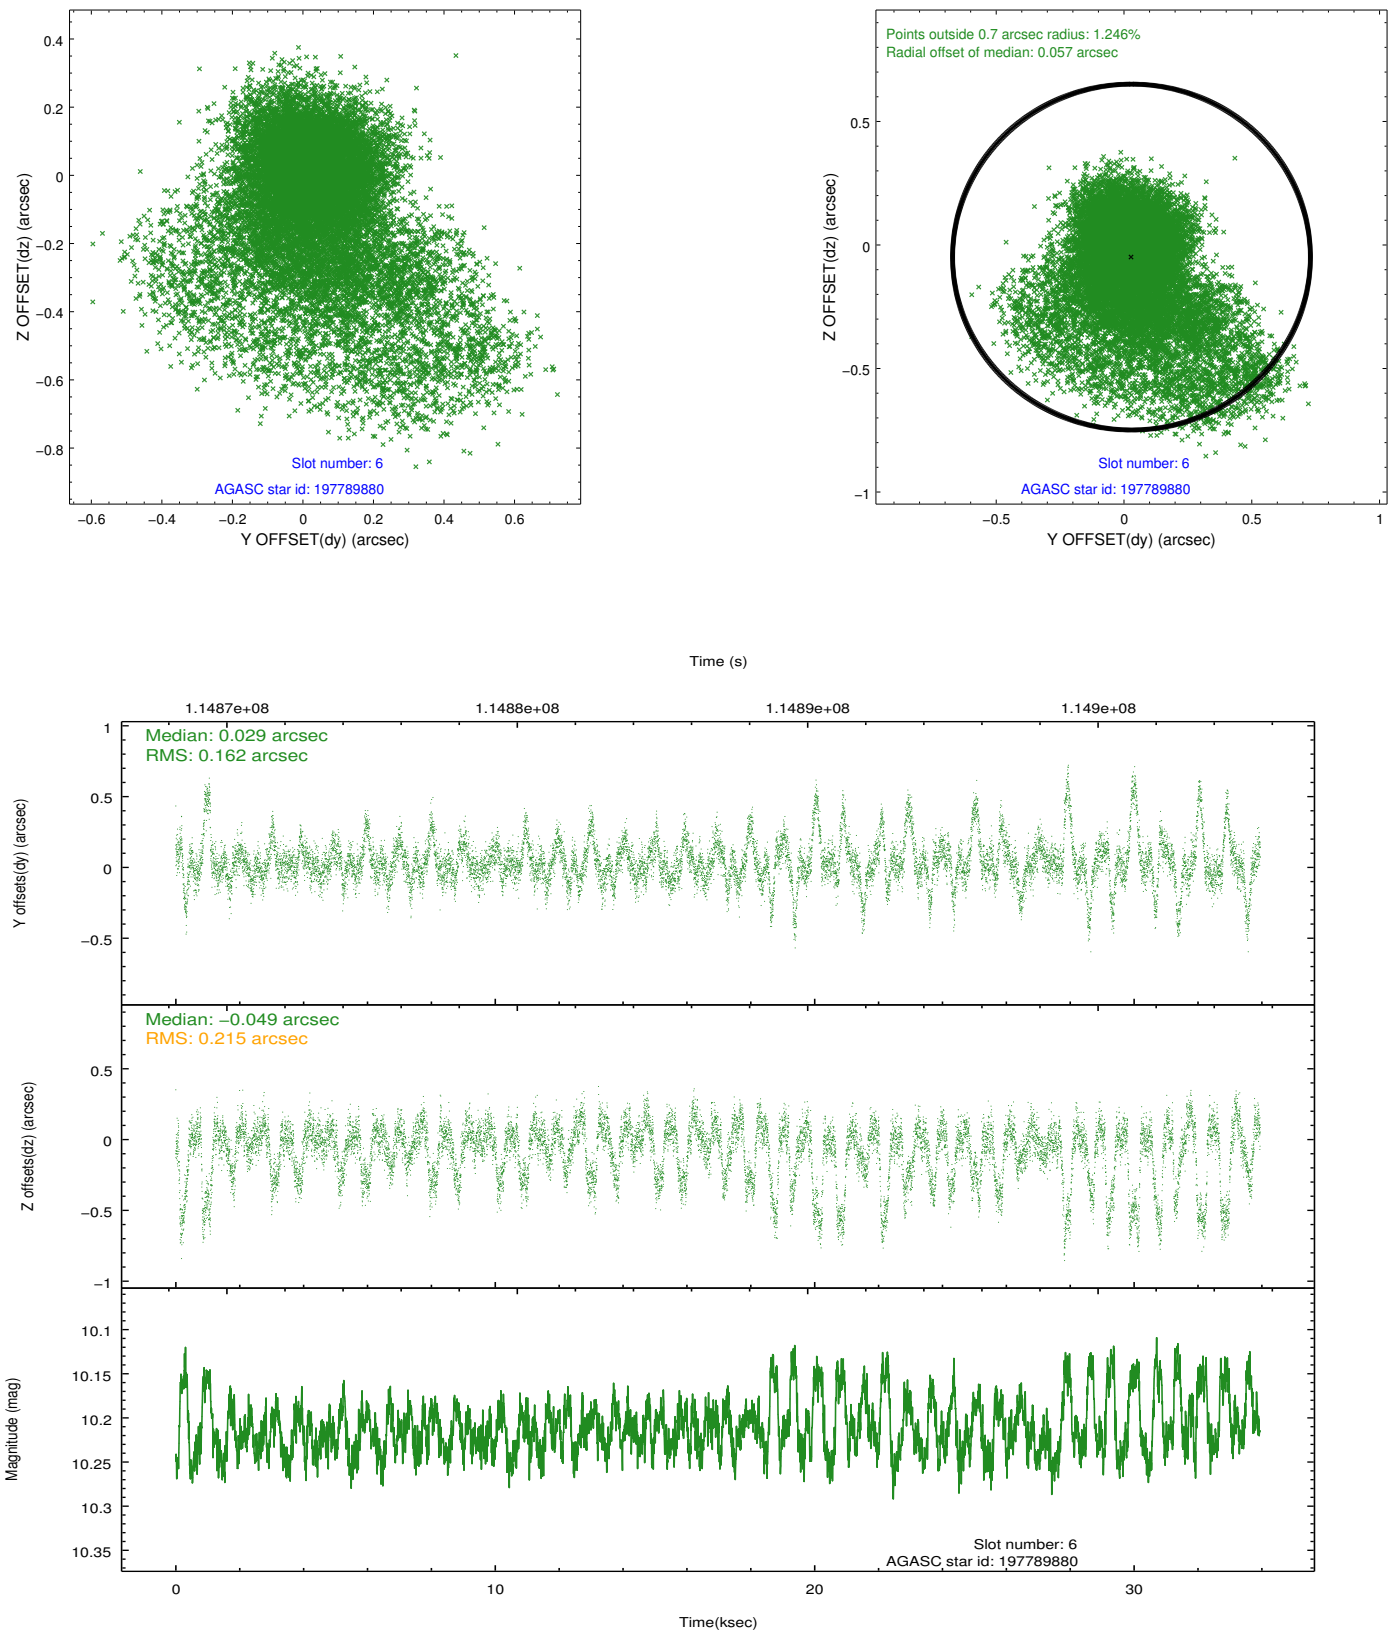 0.4
0.2
0
−0.2
−0.4
−0.6
−0.8
Z OFFSET(dz) (arcsec)
Slot number: 6
AGASC star id: 197789880
−0.6 −0.4 −0.2 0 0.2 0.4 0.6
Y OFFSET(dy) (arcsec)
Points outside 0.7 arcsec radius: 1.246%
Radial offset of median: 0.057 arcsec
0.5
0
−0.5
−1
Z OFFSET(dz) (arcsec)
Slot number: 6
AGASC star id: 197789880
−0.5 0 0.5 1
Y OFFSET(dy) (arcsec)
Time (s)
1.1487e+08 1.1488e+08 1.1489e+08 1.149e+08
Median: 0.029 arcsec
RMS: 0.162 arcsec
1
0.5
0
−0.5
Y offsets(dy) (arcsec)
Median: −0.049 arcsec
RMS: 0.215 arcsec
0.5
0
−0.5
−1
Z offsets(dz) (arcsec)
10.1
10.15
10.2
10.25
10.3
10.35
Magnitude (mag)
Slot number: 6
AGASC star id: 197789880
0 10 20 30
Time(ksec)